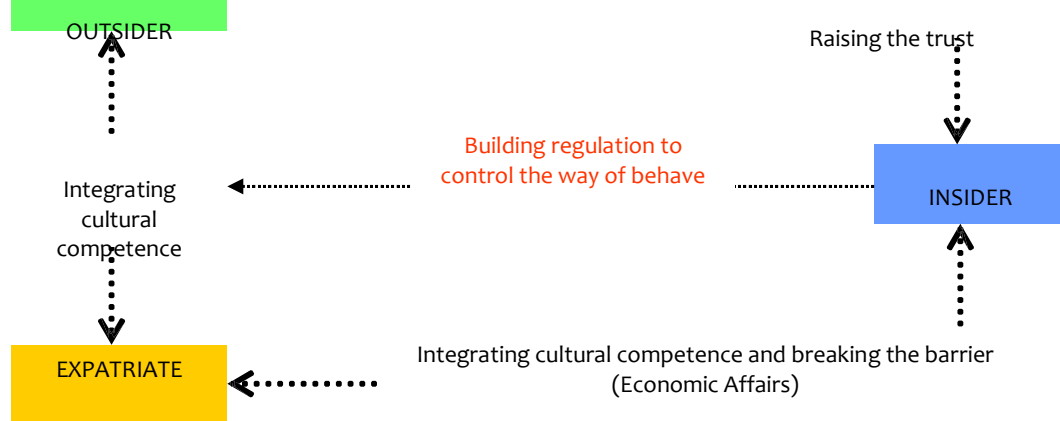 OUTSIDER
Raising the trust
Building regulation to
control the way of behave
Integrating
cultural
competence
INSIDER
EXPATRIATE
Integrating cultural competence and breaking the barrier
(Economic Affairs)